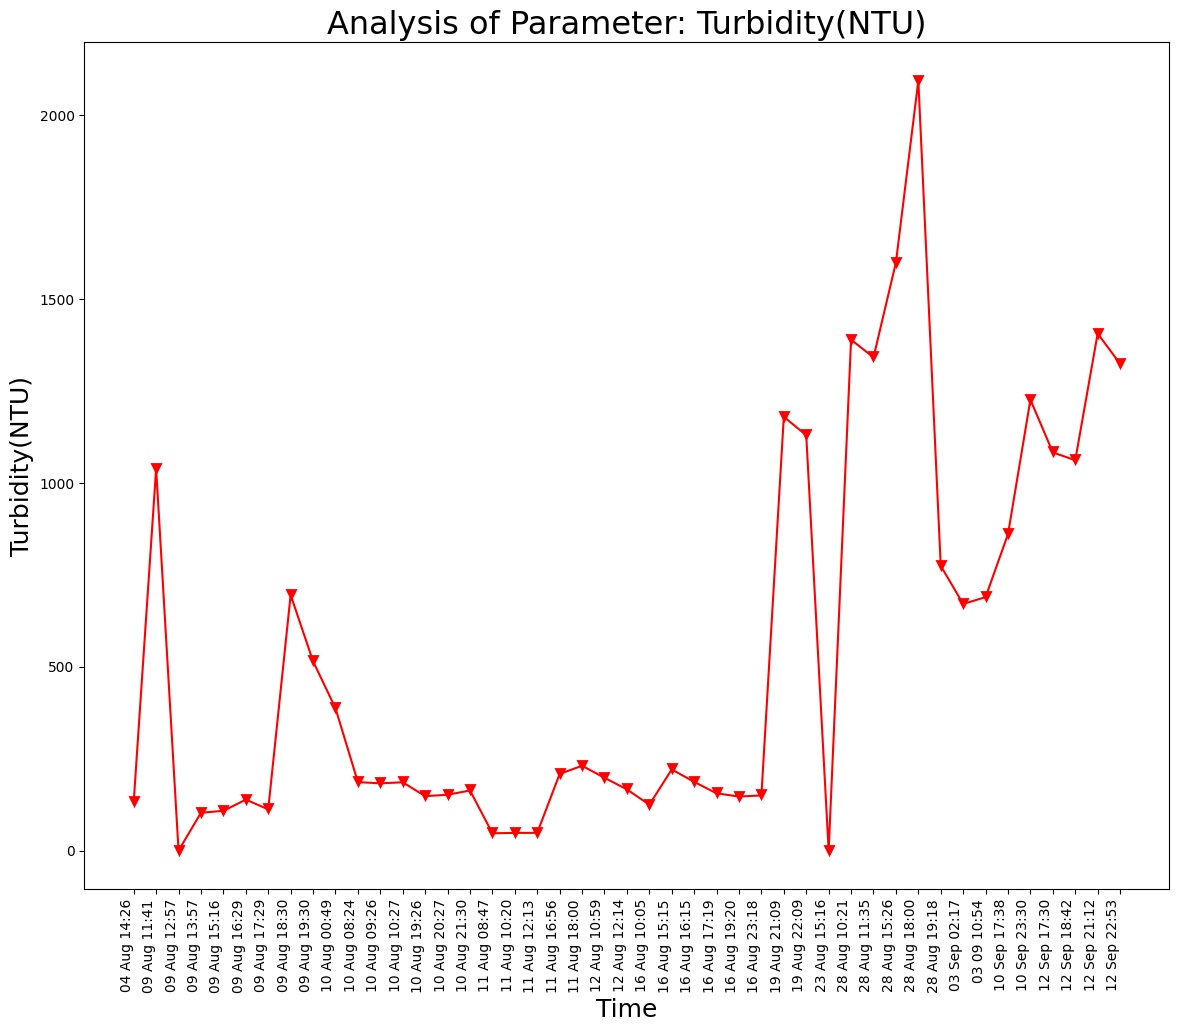 Analysis of Parameter: Turbidity(NTU)
Turbidity(NTU)
2000
1500
1000
500
0
04 Aug 14:26
09 Aug 11:41
09 Aug 12:57
09 Aug 13:57
09 Aug 15:16
09 Aug 16:29
09 Aug 17:29
09 Aug 18:30
09 Aug 19:30
10 Aug 00:49
10 Aug 08:24
10 Aug 09:26
10 Aug 10:27
10 Aug 19:26
10 Aug 20:27
10 Aug 21:30
11 Aug 08:47
11 Aug 10:20
11 Aug 12:13
11 Aug 16:56
11 Aug 18:00
12 Aug 10:59
12 Aug 12:14
16 Aug 10:05
16 Aug 15:15
16 Aug 16:15
16 Aug 17:19
16 Aug 19:20
16 Aug 23:18
19 Aug 21:09
19 Aug 22:09
23 Aug 15:16
28 Aug 10:21
28 Aug 11:35
28 Aug 15:26
28 Aug 18:00
28 Aug 19:18
03 Sep 02:17
03 09 10:54
10 Sep 17:38
10 Sep 23:30
12 Sep 17:30
12 Sep 18:42
12 Sep 21:12
12 Sep 22:53
Time